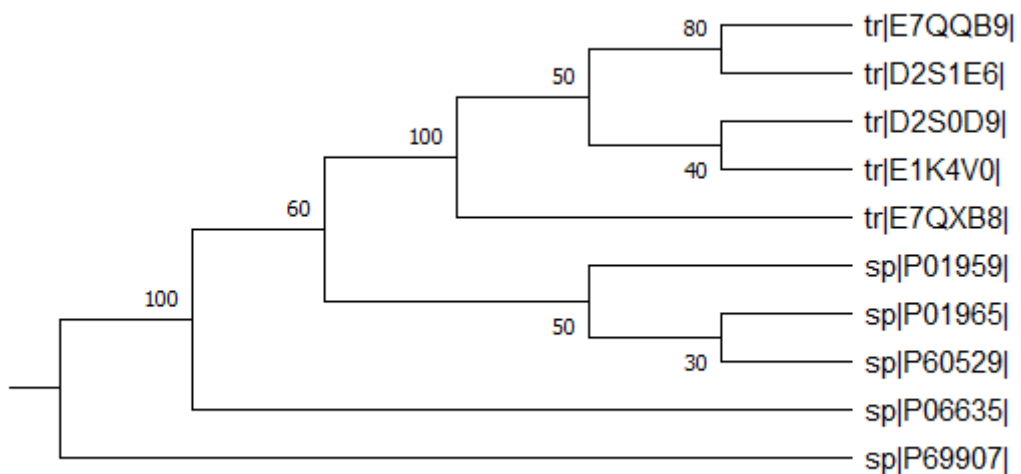 80
tr|E7QQB9|
50
tr|D2S1E6|
100
tr|D2S0D9|
40
tr|E1K4V0|
60
tr|E7QXB8|
sp|P01959|
100
50
sp|P01965|
30
sp|P60529|
sp|P06635|
sp|P69907|